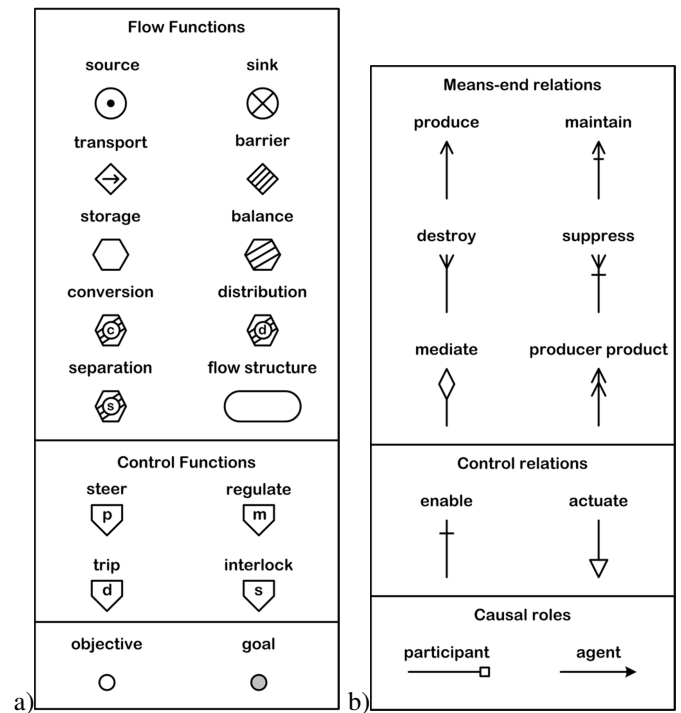 Flow Functions
source sink
transport barrier
storage balance
conversion distribution
c d
separation flow structure
s
Control Functions
steer regulate
p m
trip interlock
d s
objective goal
a)
Means-end relations
produce maintain
destroy suppress
mediate producer product
Control relations
enable actuate
Causal roles
participant agent
b)